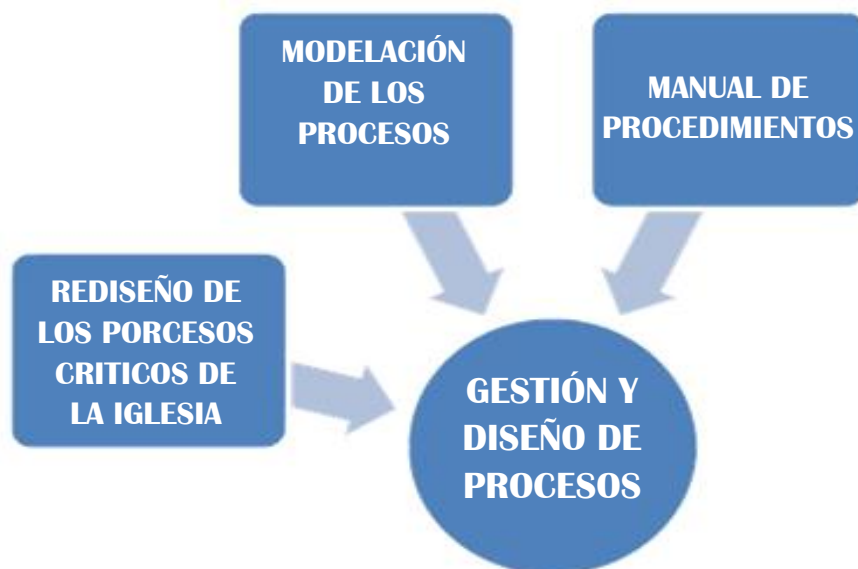 MODELACIÓN
DE LOS
PROCESOS
MANUAL DE
PROCEDIMIENTOS
REDISEÑO DE
LOS PORCESOS
CRITICOS DE
LA IGLESIA
GESTIÓN Y
DISEÑO DE
PROCESOS